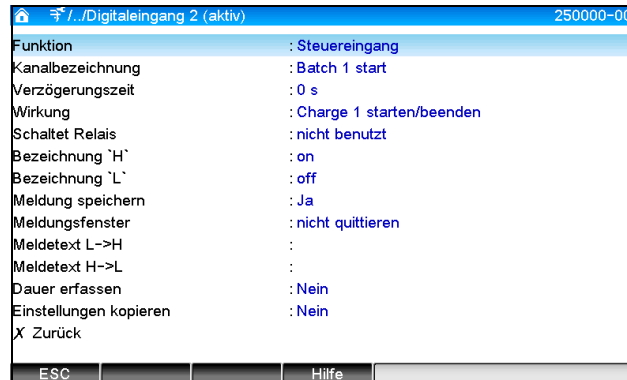 /../Digitaleingang 2 (aktiv) 250000-00
Funktion : Steuereingang
Kanalbezeichnung : Batch 1 start
Verzögerungszeit : 0 s
Wirkung : Charge 1 starten/beenden
Schaltet Relais : nicht benutzt
Bezeichnung `H` : on
Bezeichnung `L` : off
Meldung speichern : Ja
Meldungsfenster : nicht quittieren
Meldetext L->H :
Meldetext H->L :
Dauer erfassen : Nein
Einstellungen kopieren : Nein
X Zurück
ESC Hilfe